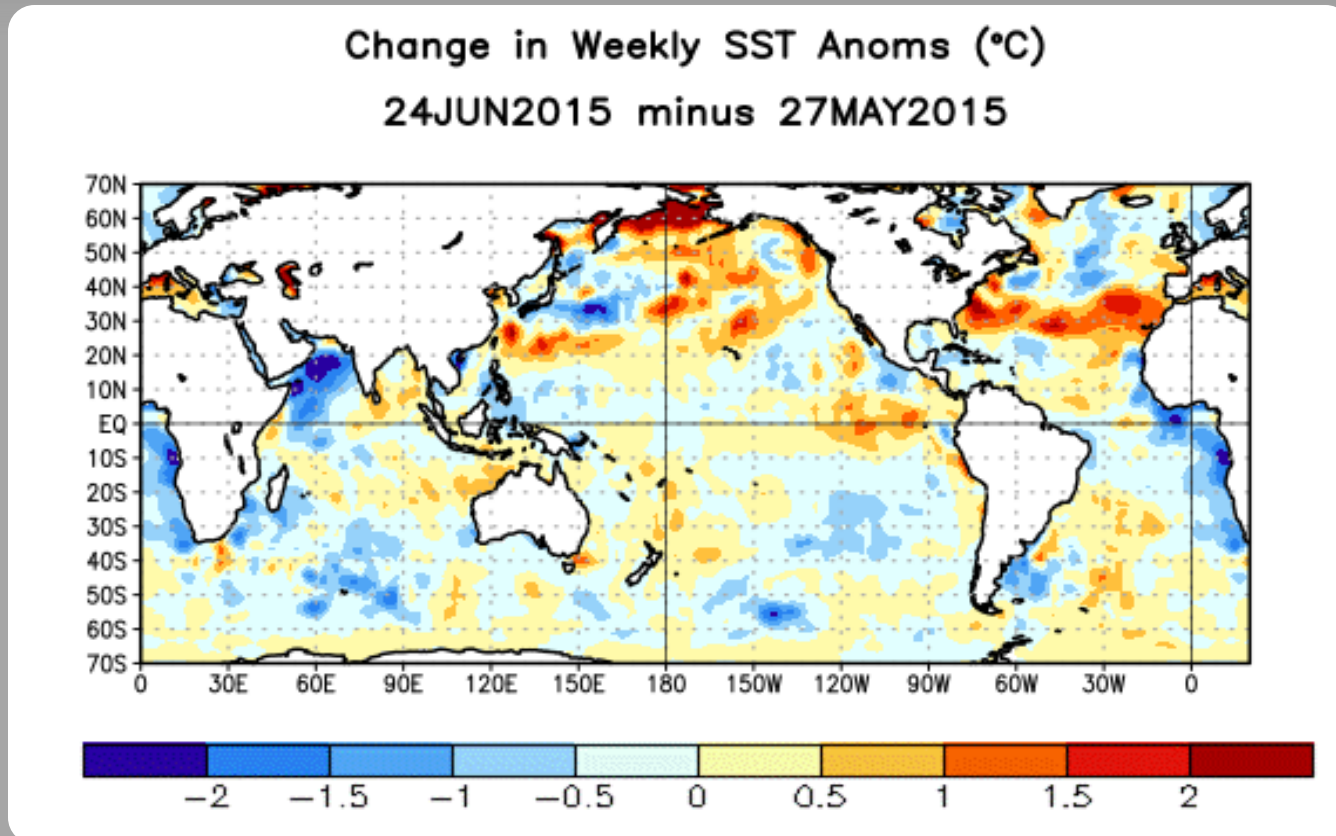 Change in Weekly SST Anoms (°C)
24JUN2015 minus 27MAY2015
70N
60N
50N
40N
30N
20N
10N
EQ
10S
20S
30S
40S
50S
60S
70S
0 30E 60E 90E 120E 150E 180 150W 120W 90W 60W 30W 0
−2 −1.5 −1 −0.5 0 0.5 1 1.5 2